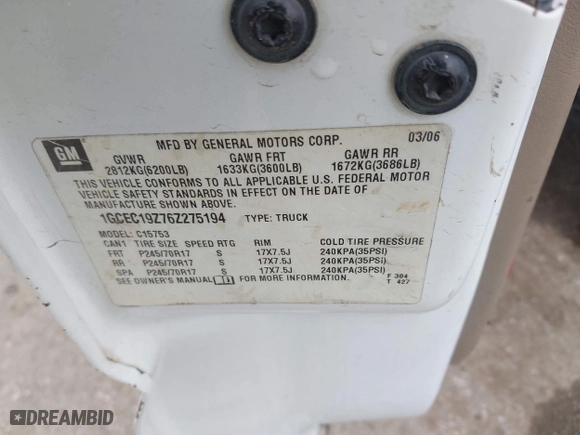 GM
MFD BY GENERAL MOTORS CORP. 03/06
GVWR GAWR FRT GAWR RR
2812KG(6200LB) 1633KG(3600LB) 1672KG(3686LB)
THIS VEHICLE CONFORMS TO ALL APPLICABLE U.S. FEDERAL MOTOR
VEHICLE SAFETY STANDARDS IN EFFECT ON THE DATE OF
MANUFACTURE SHOWN ABOVE.
1GCEC19Z76Z275194 TYPE: TRUCK
MODEL: C15753
CAN1 TIRE SIZE SPEED RTG RIM COLD TIRE PRESSURE
FRT P245/70R17 S 17X7.5J 240KPA(35PSI)
RR P245/70R17 S 17X7.5J 240KPA(35PSI)
SPA P245/70R17 S 17X7.5J 240KPA(35PSI)
SEE OWNER'S MANUAL FOR MORE INFORMATION. F 304
T 427
DREAMBID